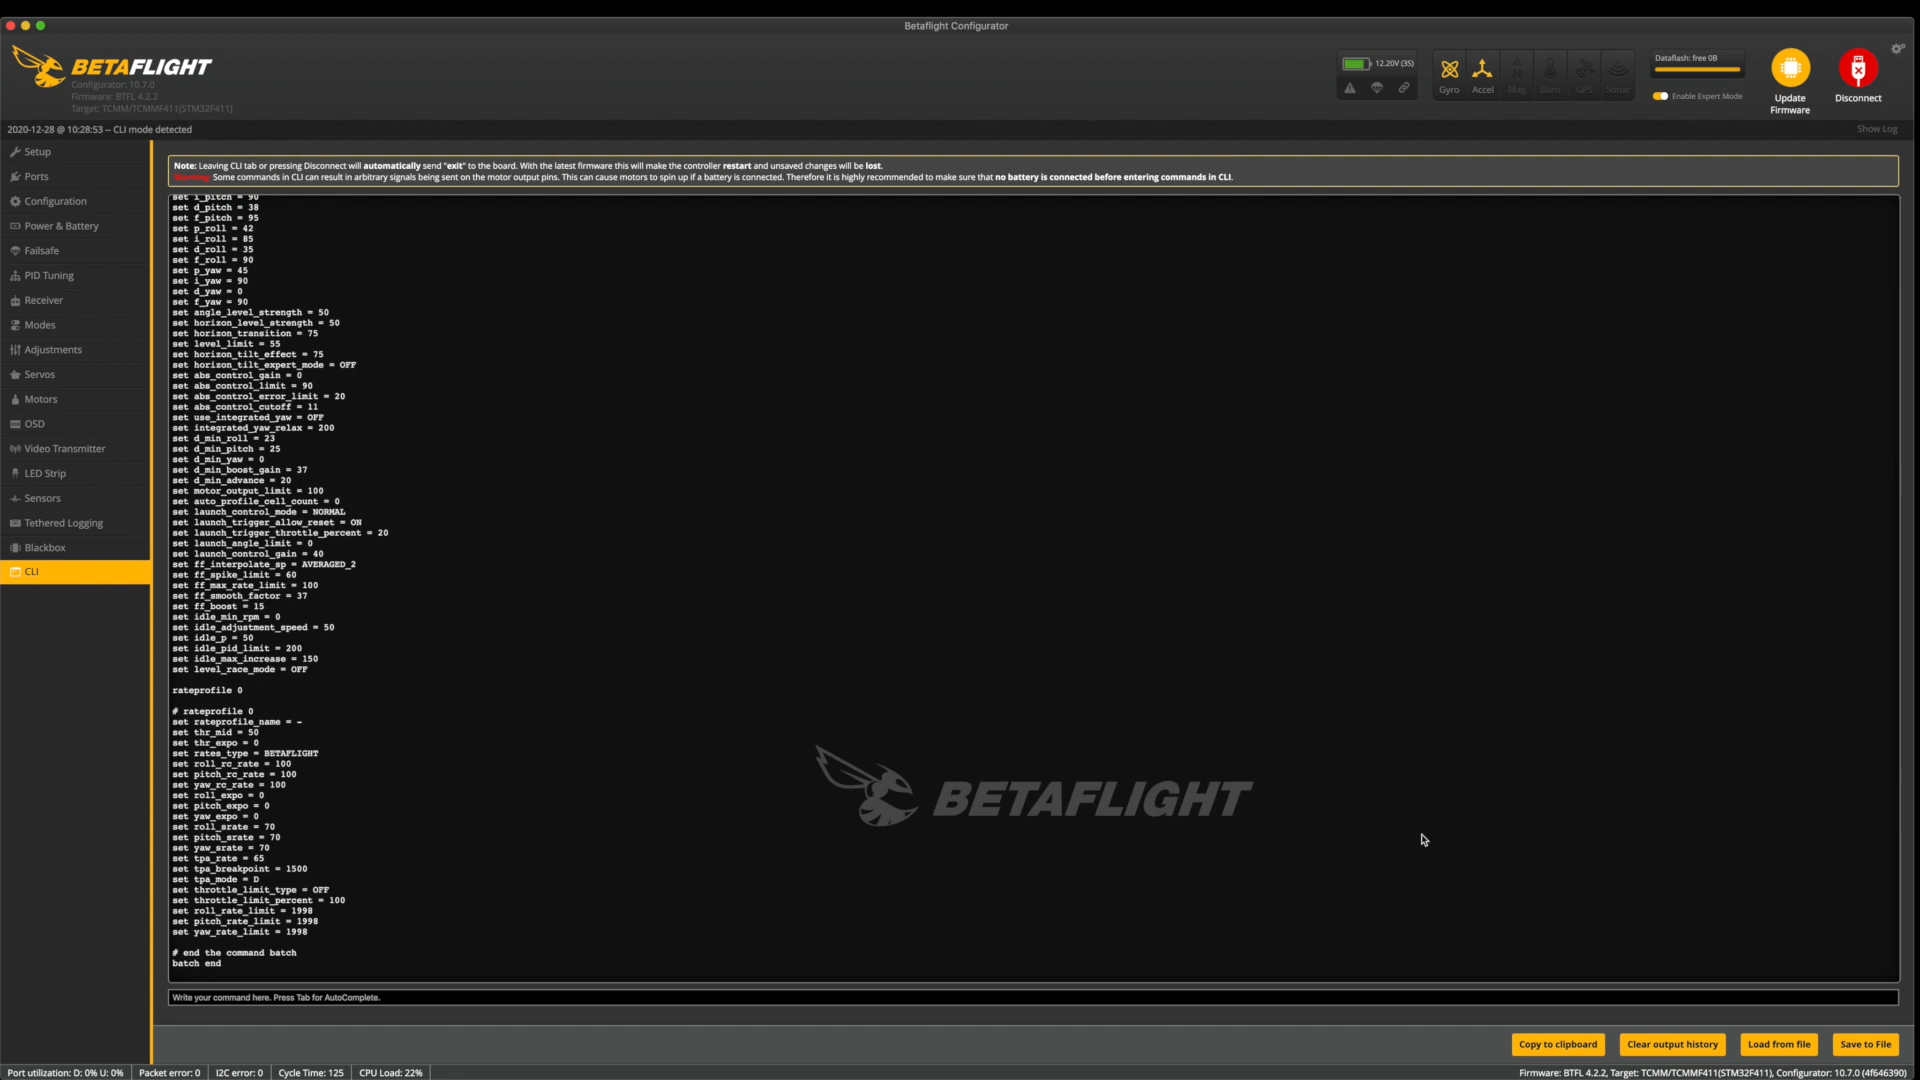 Betaflight Configurator
BETAFLIGHT
Configurator: 10.7.0
Firmware: BTFL 4.2.2
Target: TCMM/TCMMF411(STM32F411)
12.20V (3S)
Gyro
Accel
Mag
Baro
GPS
Sonar
Dataflash: free 0B
Enable Expert Mode
Update
Firmware
Disconnect
2020-12-28 @ 10:28:53 -- CLI mode detected
Show Log
Setup
Ports
Configuration
Power & Battery
Failsafe
PID Tuning
Receiver
Modes
Adjustments
Servos
Motors
OSD
Video Transmitter
LED Strip
Sensors
Tethered Logging
Blackbox
CLI
Note: Leaving CLI tab or pressing Disconnect will automatically send "exit" to the board. With the latest firmware this will make the controller restart and unsaved changes will be lost.
Warning: Some commands in CLI can result in arbitrary signals being sent on the motor output pins. This can cause motors to spin up if a battery is connected. Therefore it is highly recommended to make sure that no battery is connected before entering commands in CLI.
set i_pitch = 90
set d_pitch = 38
set f_pitch = 95
set p_roll = 42
set i_roll = 85
set d_roll = 35
set f_roll = 90
set p_yaw = 45
set i_yaw = 90
set d_yaw = 0
set f_yaw = 90
set angle_level_strength = 50
set horizon_level_strength = 50
set horizon_transition = 75
set level_limit = 55
set horizon_tilt_effect = 75
set horizon_tilt_expert_mode = OFF
set abs_control_gain = 0
set abs_control_limit = 90
set abs_control_error_limit = 20
set abs_control_cutoff = 11
set use_integrated_yaw = OFF
set integrated_yaw_relax = 200
set d_min_roll = 23
set d_min_pitch = 25
set d_min_yaw = 0
set d_min_boost_gain = 37
set d_min_advance = 20
set motor_output_limit = 100
set auto_profile_cell_count = 0
set launch_control_mode = NORMAL
set launch_trigger_allow_reset = ON
set launch_trigger_throttle_percent = 20
set launch_angle_limit = 0
set launch_control_gain = 40
set ff_interpolate_sp = AVERAGED_2
set ff_spike_limit = 60
set ff_max_rate_limit = 100
set ff_smooth_factor = 37
set ff_boost = 15
set idle_min_rpm = 0
set idle_adjustment_speed = 50
set idle_p = 50
set idle_pid_limit = 200
set idle_max_increase = 150
set level_race_mode = OFF
rateprofile 0
# rateprofile 0
set rateprofile_name = -
set thr_mid = 50
set thr_expo = 0
set rates_type = BETAFLIGHT
set roll_rc_rate = 100
set pitch_rc_rate = 100
set yaw_rc_rate = 100
set roll_expo = 0
set pitch_expo = 0
set yaw_expo = 0
set roll_srate = 70
set pitch_srate = 70
set yaw_srate = 70
set tpa_rate = 65
set tpa_breakpoint = 1500
set tpa_mode = D
set throttle_limit_type = OFF
set throttle_limit_percent = 100
set roll_rate_limit = 1998
set pitch_rate_limit = 1998
set yaw_rate_limit = 1998
# end the command batch
batch end
BETAFLIGHT
Write your command here. Press Tab for AutoComplete.
Copy to clipboard
Clear output history
Load from file
Save to File
Port utilization: D: 0% U: 0%
Packet error: 0
I2C error: 0
Cycle Time: 125
CPU Load: 22%
Firmware: BTFL 4.2.2, Target: TCMM/TCMMF411(STM32F411), Configurator: 10.7.0 (4f646390)